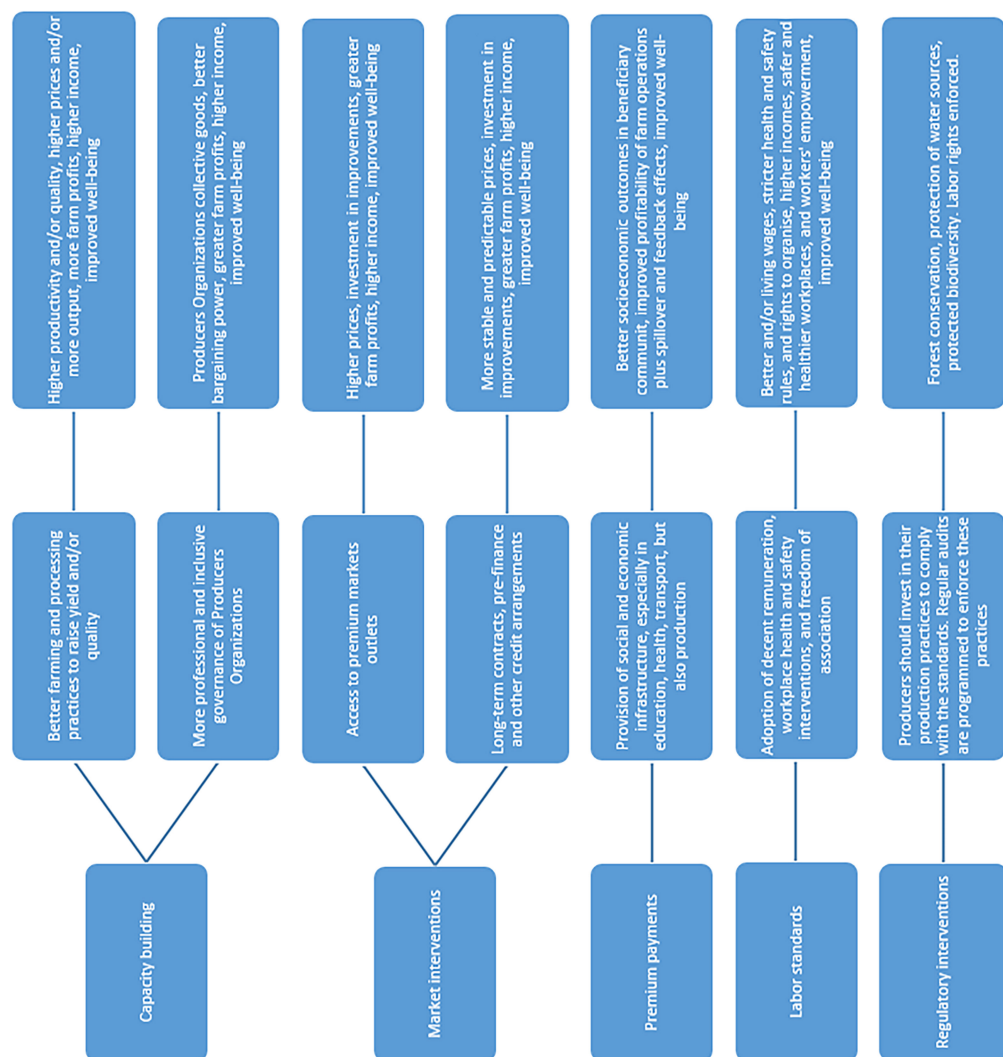 Capacity building
Better farming and processing
practices to raise yield and/or
quality
Higher productivity and/or quality, higher prices and/or
more output, more farm profits, higher income,
improved well-being
More professional and inclusive
governance of Producers
Organizations
Producers Organizations collective goods, better
bargaining power, greater farm profits, higher income,
improved well-being
Market interventions
Access to premium markets
outlets
Higher prices, investment in improvements, greater
farm profits, higher income, improved well-being
Long-term contracts, pre-finance
and other credit arrangements
More stable and predictable prices, investment in
improvements, greater farm profits, higher income,
improved well-being
Premium payments
Provision of social and economic
infrastructure, especially in
education, health, transport, but
also production
Better socioeconomic outcomes in beneficiary
communit, improved profitability of farm operations
plus spillover and feedback effects, improved well-
being
Labor standards
Adoption of decent remuneration,
workplace health and safety
interventions, and freedom of
association
Better and/or living wages, stricter health and safety
rules, and rights to organise, higher incomes, safer and
healthier workplaces, and workers' empowerment,
improved well-being
Regulatory interventions
Producers should invest in their
production practices to comply
with the standards. Regular audits
are programmed to enforce these
practices
Forest conservation, protection of water sources,
protected biodiversity. Labor rights enforced.